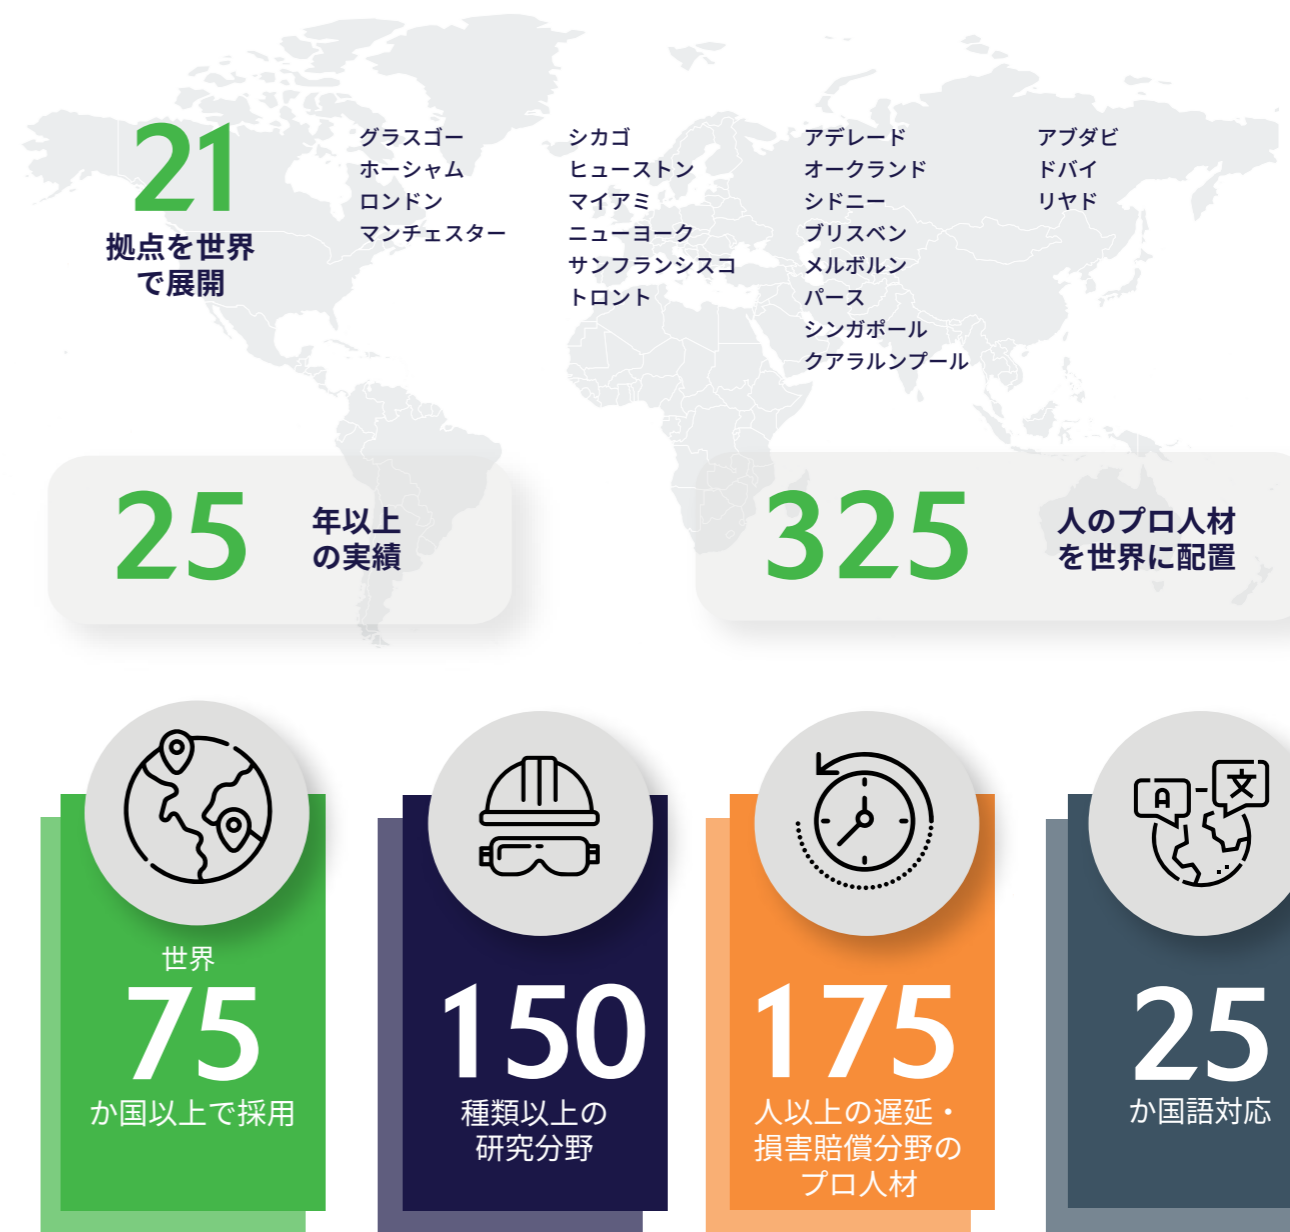 21
拠点を世界
で展開
グラスゴー
ホーシャム
ロンドン
マンチェスター
シカゴ
ヒューストン
マイアミ
ニューヨーク
サンフランシスコ
トロント
アデレード
オークランド
シドニー
ブリスベン
メルボルン
パース
シンガポール
クアラルンプール
アブダビ
ドバイ
リヤド
25
年以上
の実績
325
人のプロ人材
を世界に配置
世界
75
か国以上で採用
150
種類以上の
研究分野
175
人以上の遅延・
損害賠償分野の
プロ人材
A
文
25
か国語対応